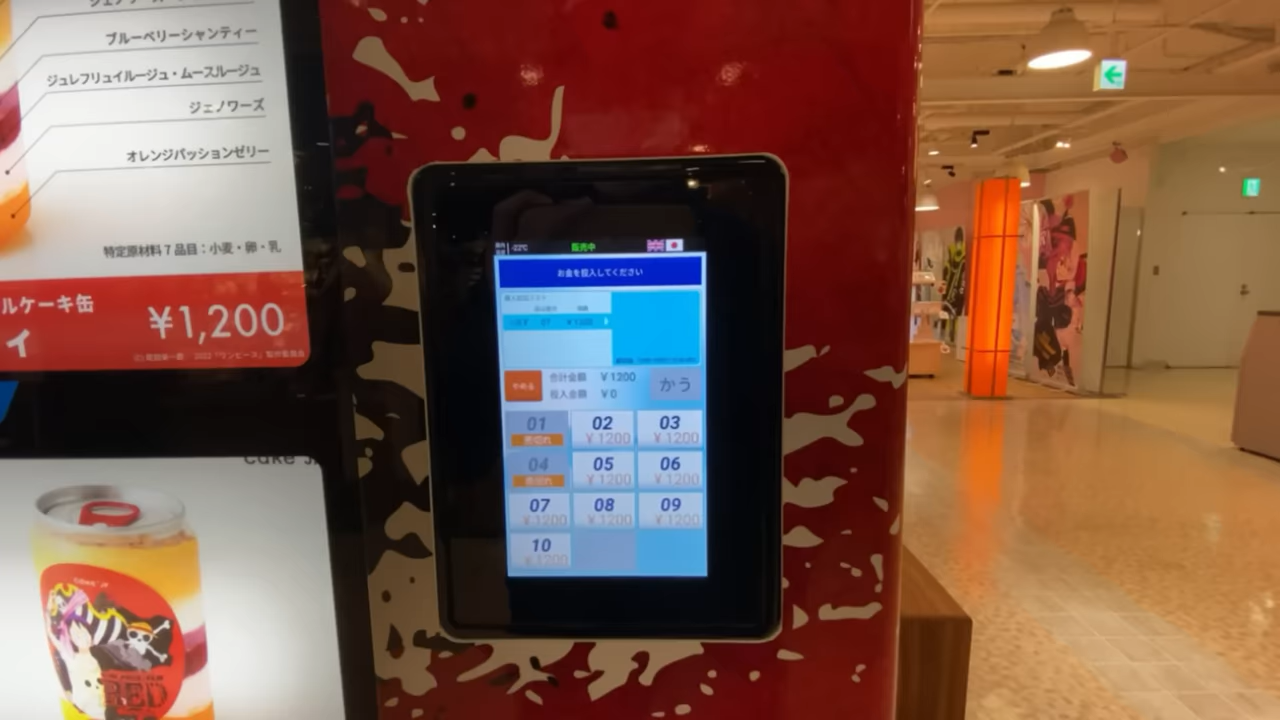 ブルーベリーシャンティー
ジュレフリュイルージュ・ムースルージュ
ジェノワーズ
オレンジパッションゼリー
特定原材料7品目：小麦・卵・乳
ルケーキ缶
イ
¥1,200
Cake J
RED
-22℃
販売中
お金を投入してください
やめる
合計金額 ¥1200
投入金額 ¥0
かう
01
売切れ
02
¥1200
03
¥1200
04
売切れ
05
¥1200
06
¥1200
07
¥1200
08
¥1200
09
¥1200
10
¥1200